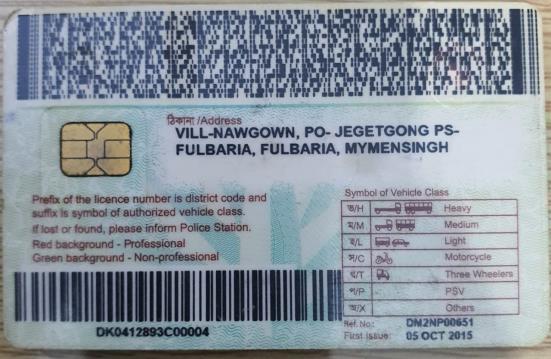 ঠিকানা /Address
VILL-NAWGOWN, PO- JEGETGONG PS-
FULBARIA, FULBARIA, MYMENSINGH
Prefix of the licence number is district code and
suffix is symbol of authorized vehicle class.
If lost or found, please inform Police Station.
Red background - Professional
Green background - Non-professional
DK0412893C00004
Symbol of Vehicle Class
ভ/H Heavy
ম/M Medium
হ/L Light
স/C Motorcycle
থ/T Three Wheelers
প/P PSV
অ/X Others
Ref. No: DM2NP00651
First Issue: 05 OCT 2015